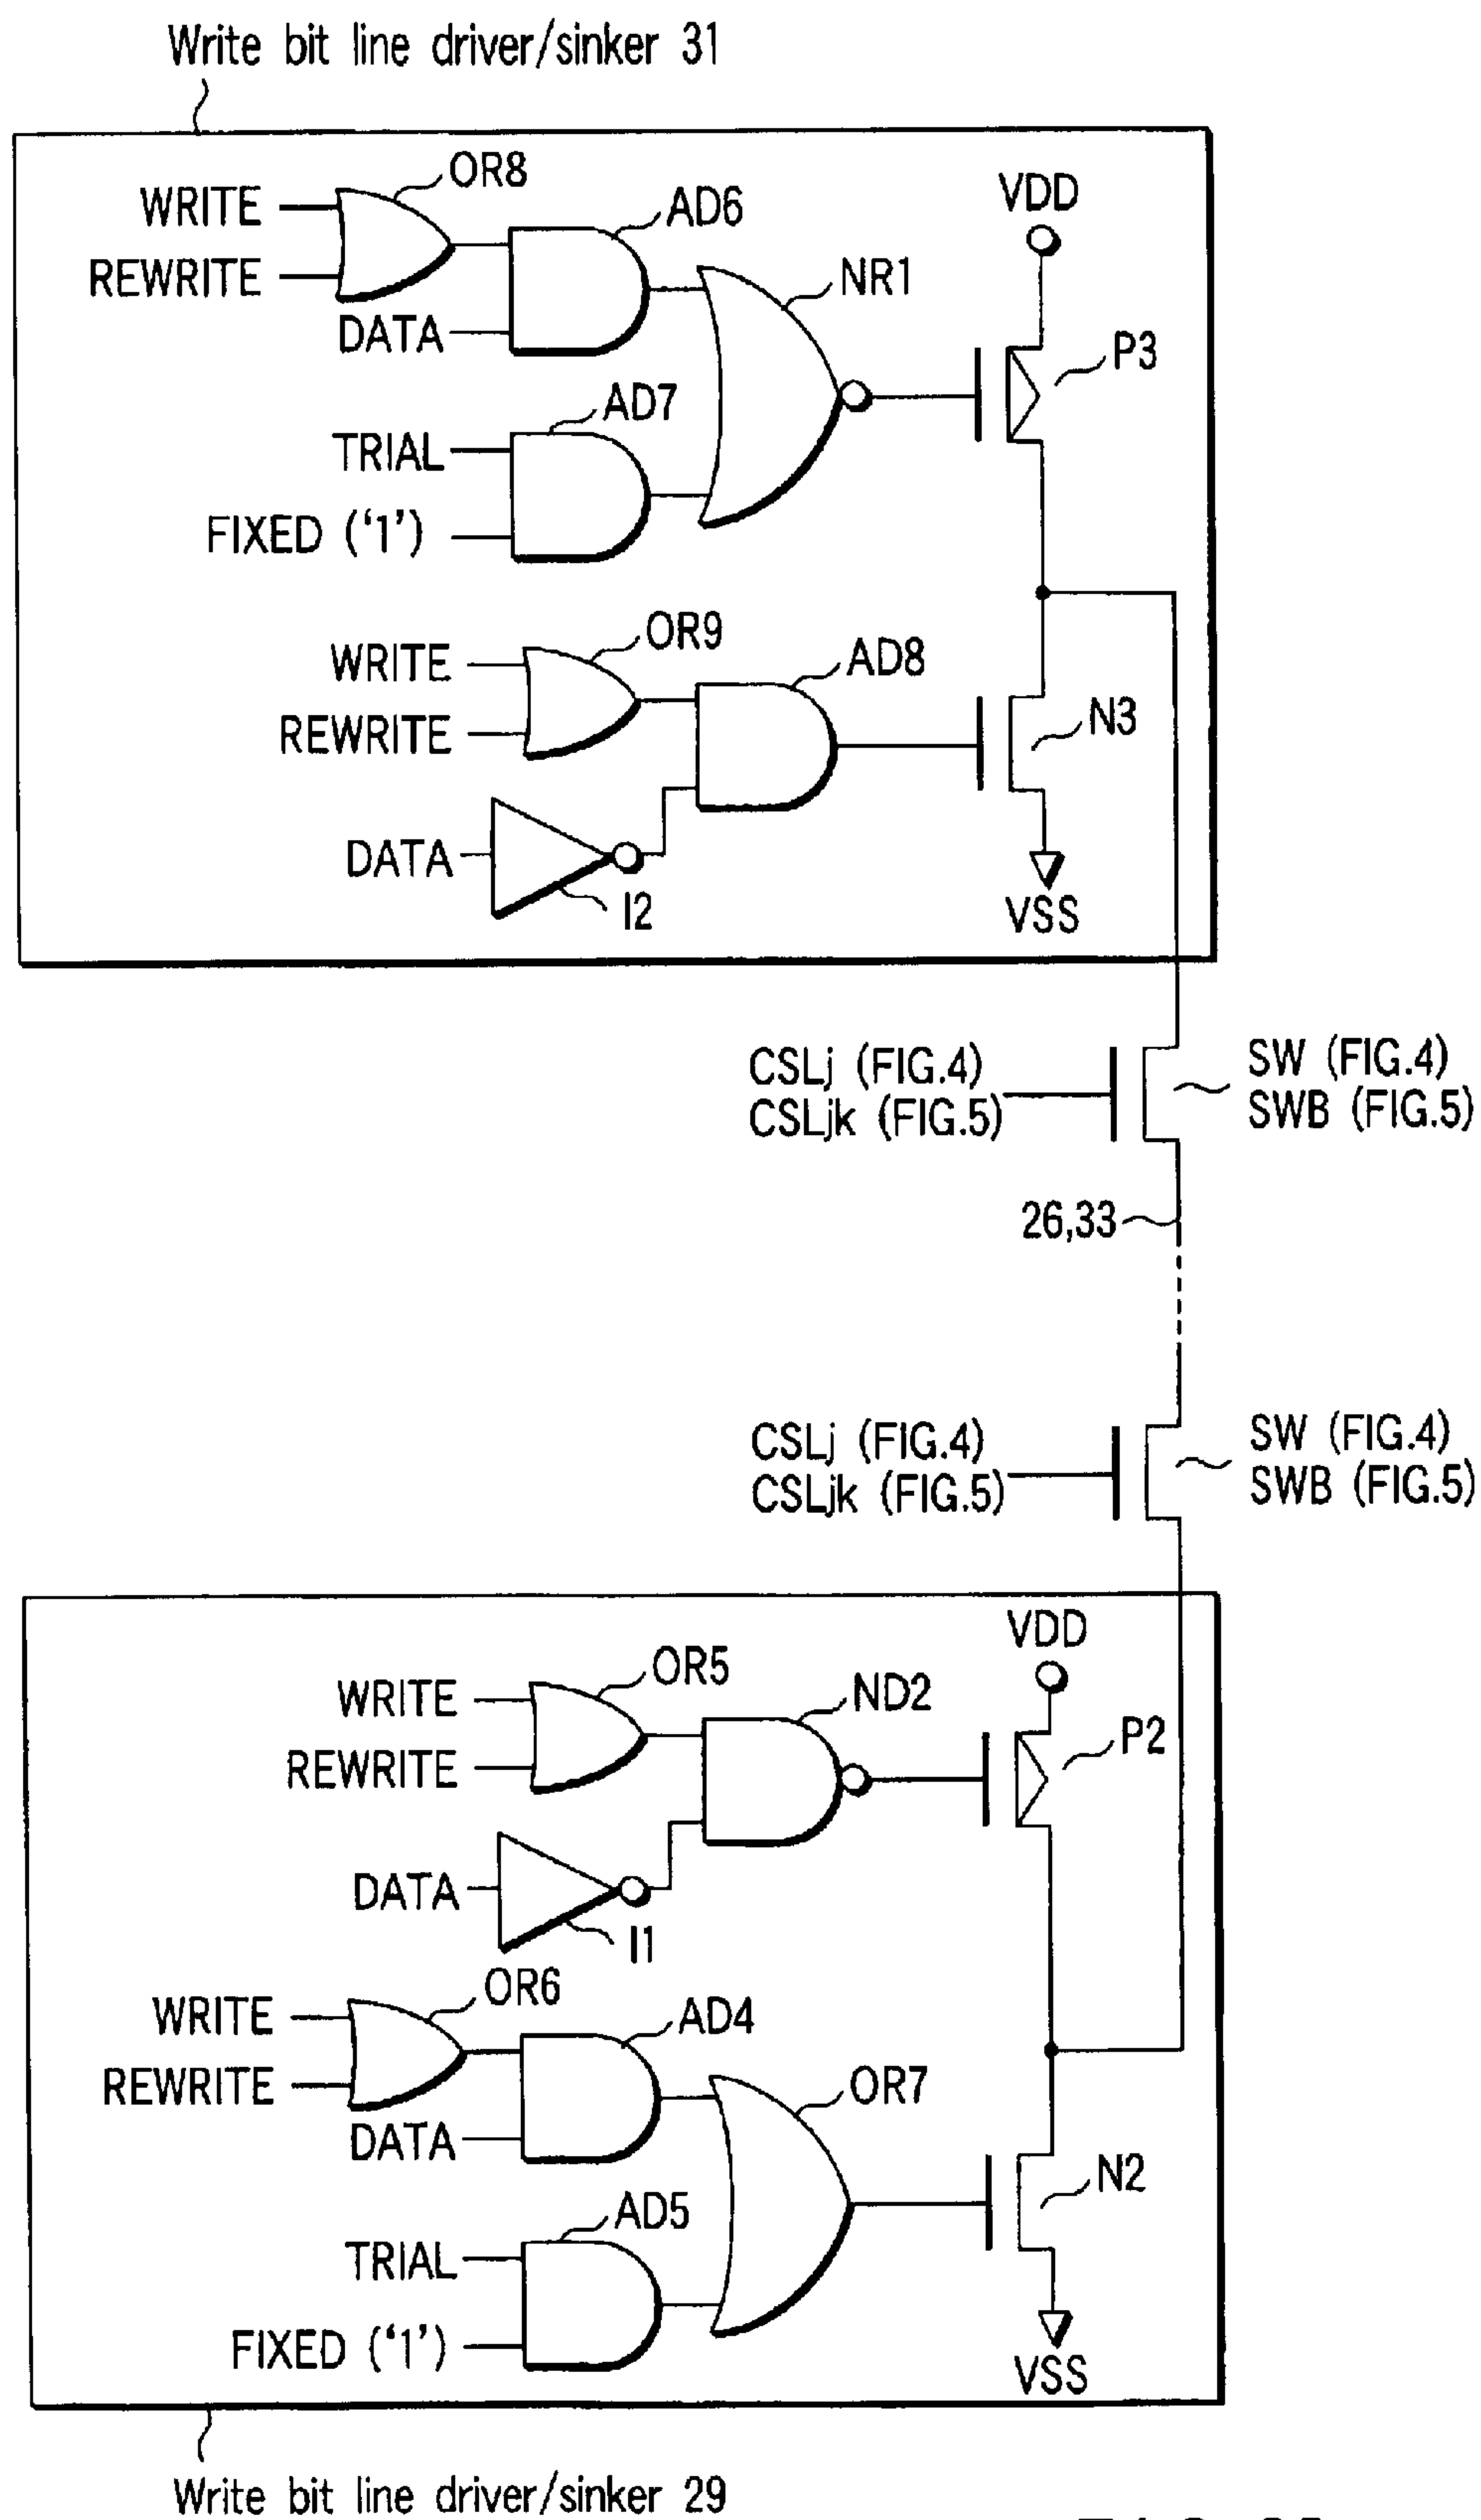 Write bit line driver/sinker 31
OR8
WRITE
REWRITE
AD6
DATA
NR1
VDD
P3
AD7
TRIAL
FIXED ('1')
OR9
WRITE
REWRITE
AD8
N3
DATA
I2
VSS
CSLj (FIG.4)
CSLjk (FIG.5)
SW (FIG.4)
SWB (FIG.5)
26,33
CSLj (FIG.4)
CSLjk (FIG.5)
SW (FIG.4)
SWB (FIG.5)
VDD
OR5
WRITE
REWRITE
ND2
P2
DATA
I1
OR6
WRITE
REWRITE
AD4
DATA
OR7
N2
AD5
TRIAL
FIXED ('1')
VSS
Write bit line driver/sinker 29